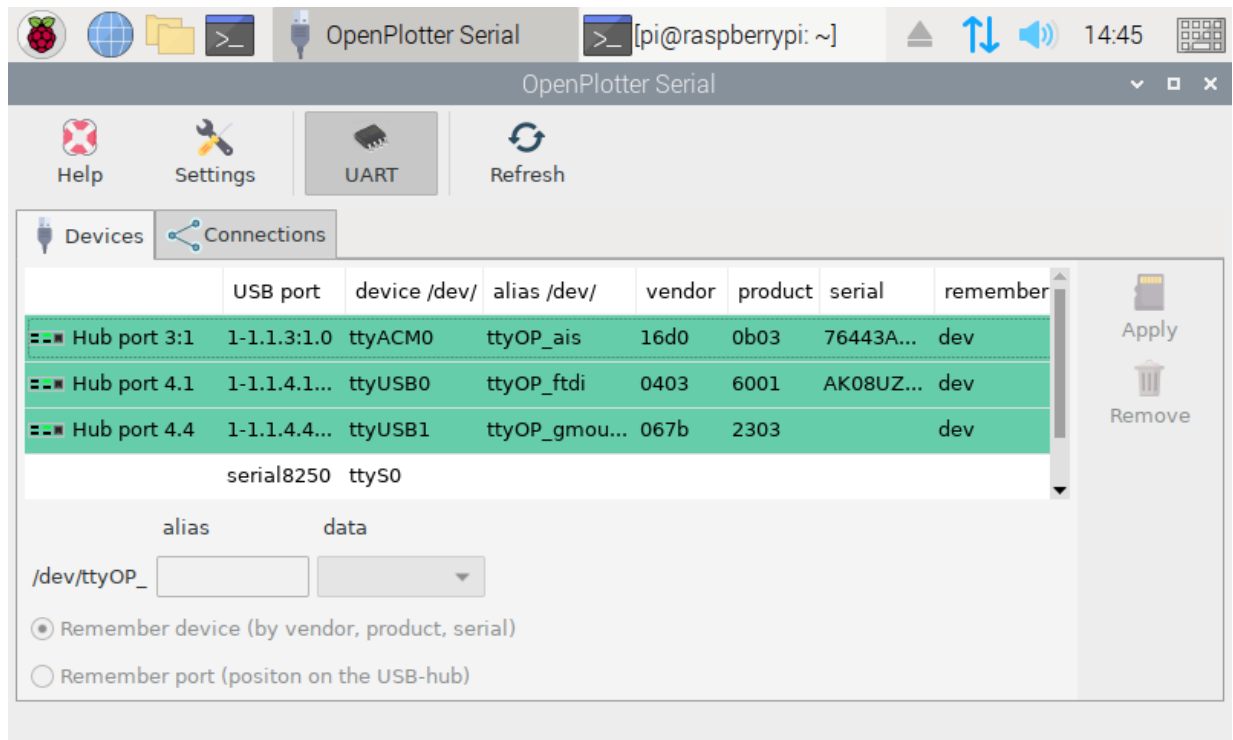 OpenPlotter Serial [pi@raspberrypi: ~] 14:45
OpenPlotter Serial
Help Settings UART Refresh
Devices Connections
USB port device /dev/ alias /dev/ vendor product serial remember
Hub port 3:1 1-1.1.3:1.0 ttyACM0 ttyOP_ais 16d0 0b03 76443A... dev
Hub port 4.1 1-1.1.4.1... ttyUSB0 ttyOP_ftdi 0403 6001 AK08UZ... dev
Hub port 4.4 1-1.1.4.4... ttyUSB1 ttyOP_gmou... 067b 2303 dev
serial8250 ttyS0
Apply
Remove
alias data
/dev/ttyOP_
Remember device (by vendor, product, serial)
Remember port (positon on the USB-hub)